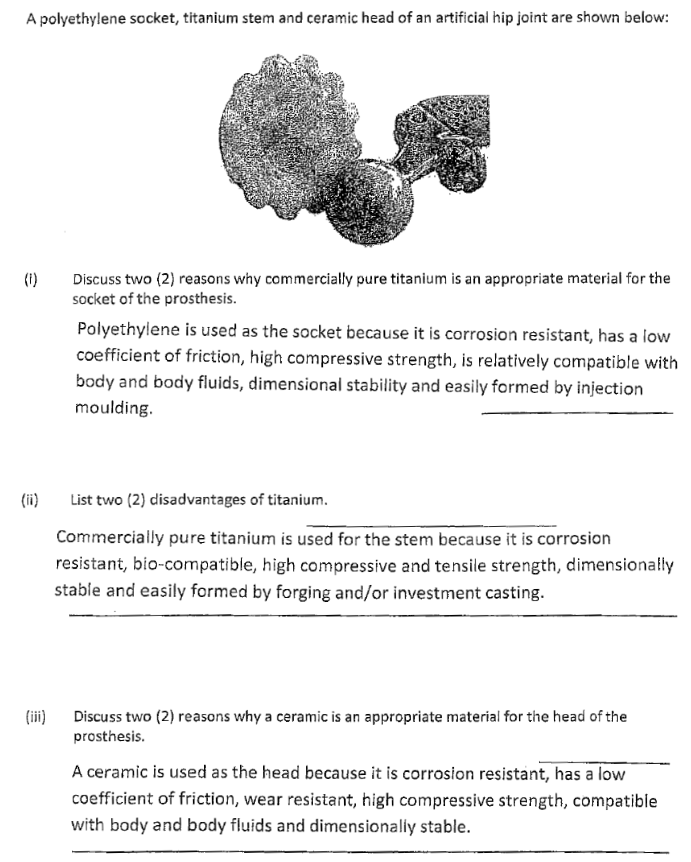 A polyethylene socket, titanium stem and ceramic head of an artificial hip joint are shown below:
(i) Discuss two (2) reasons why commercially pure titanium is an appropriate material for the
socket of the prosthesis.
Polyethylene is used as the socket because it is corrosion resistant, has a low
coefficient of friction, high compressive strength, is relatively compatible with
body and body fluids, dimensional stability and easily formed by injection
moulding.
(ii) List two (2) disadvantages of titanium.
Commercially pure titanium is used for the stem because it is corrosion
resistant, bio-compatible, high compressive and tensile strength, dimensionally
stable and easily formed by forging and/or investment casting.
(iii) Discuss two (2) reasons why a ceramic is an appropriate material for the head of the
prosthesis.
A ceramic is used as the head because it is corrosion resistant, has a low
coefficient of friction, wear resistant, high compressive strength, compatible
with body and body fluids and dimensionally stable.